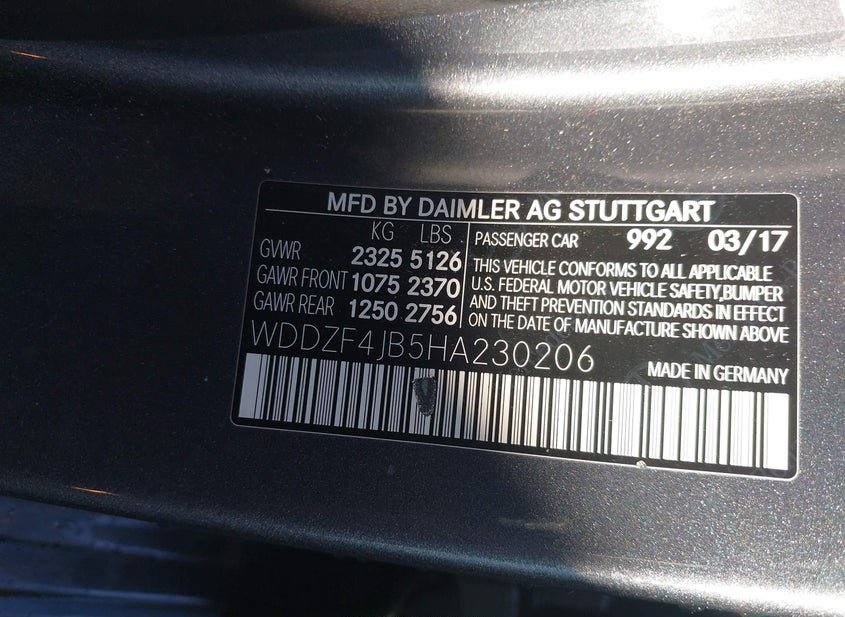 MFD BY DAIMLER AG STUTTGART
KG LBS
GVWR 2325 5126
GAWR FRONT 1075 2370
GAWR REAR 1250 2756
PASSENGER CAR 992 03/17
THIS VEHICLE CONFORMS TO ALL APPLICABLE
U.S. FEDERAL MOTOR VEHICLE SAFETY,BUMPER
AND THEFT PREVENTION STANDARDS IN EFFECT
ON THE DATE OF MANUFACTURE SHOWN ABOVE
WDDZF4JB5HA230206
MADE IN GERMANY